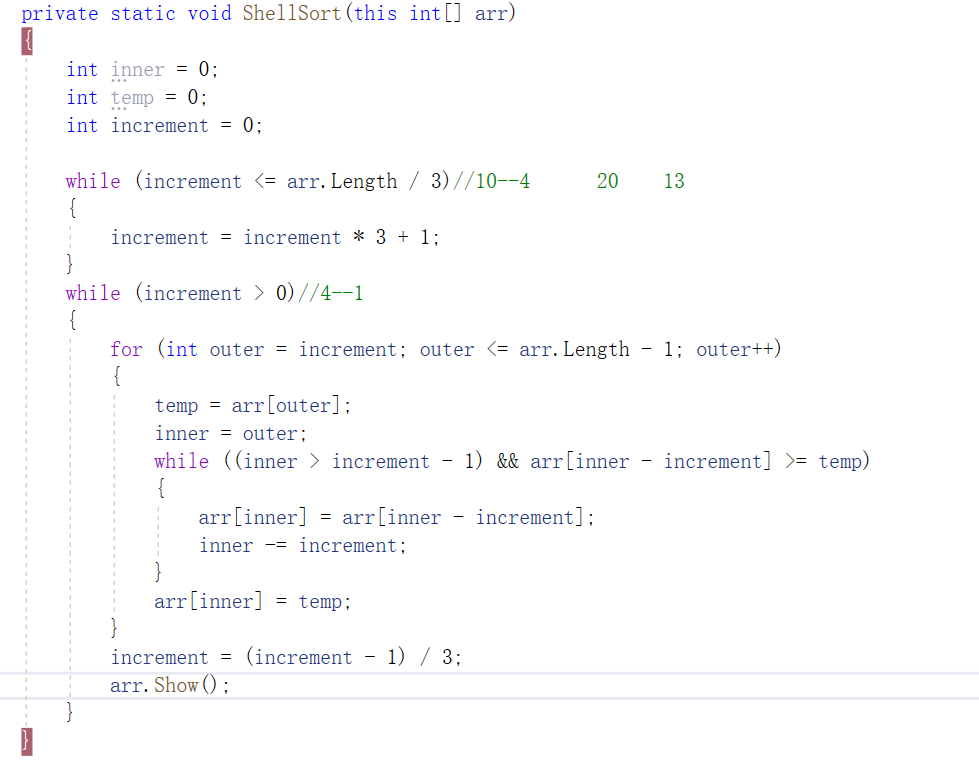 private static void ShellSort(this int[] arr)
{
int inner = 0;
int temp = 0;
int increment = 0;
while (increment <= arr.Length / 3)//10--4      20    13
{
increment = increment * 3 + 1;
}
while (increment > 0)//4--1
{
for (int outer = increment; outer <= arr.Length - 1; outer++)
{
temp = arr[outer];
inner = outer;
while ((inner > increment - 1) && arr[inner - increment] >= temp)
{
arr[inner] = arr[inner - increment];
inner -= increment;
}
arr[inner] = temp;
}
increment = (increment - 1) / 3;
arr.Show();
}
}